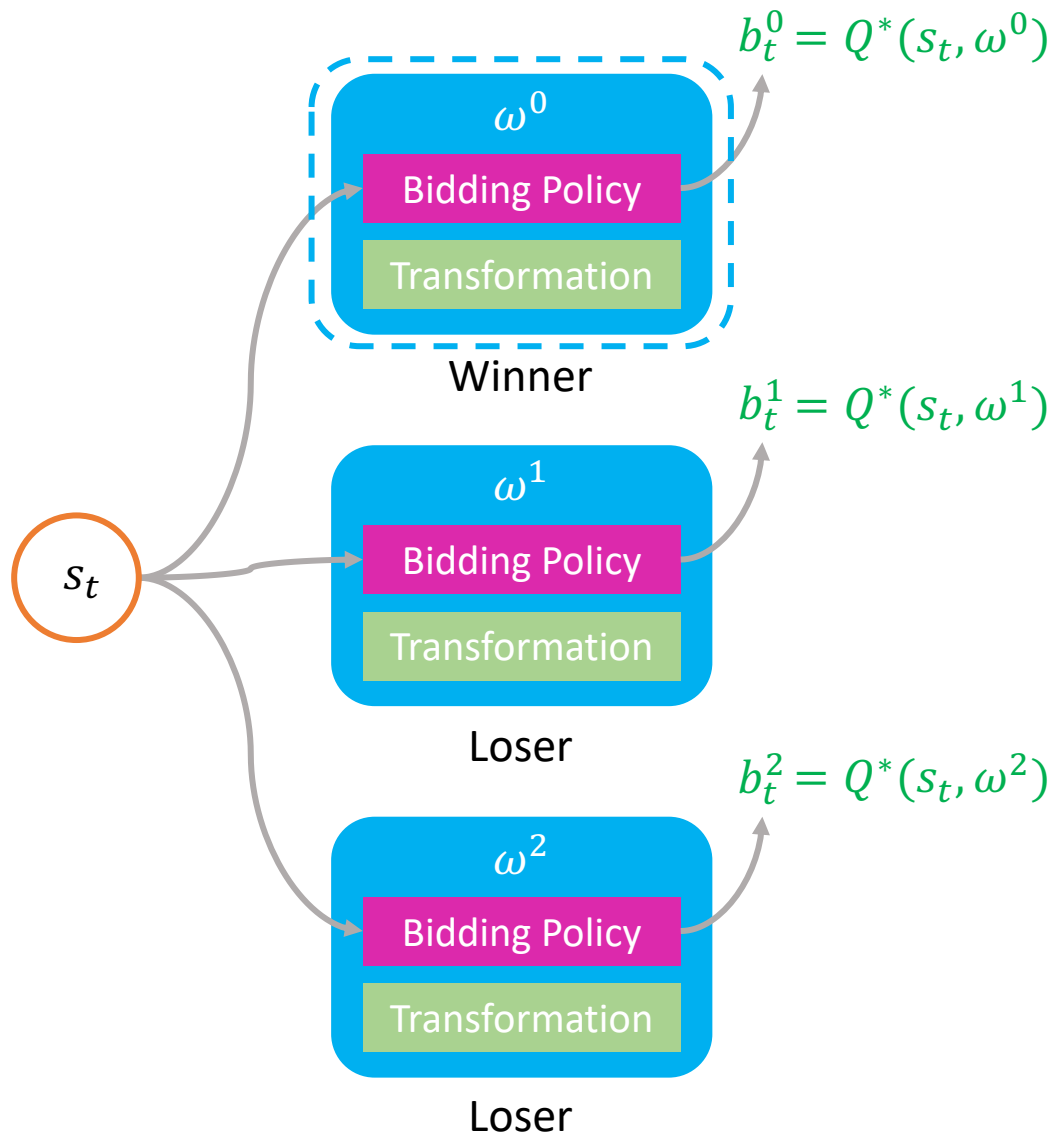 b_t^0 = Q*(s_t, ω^0)
ω^0
Bidding Policy
Transformation
Winner
b_t^1 = Q*(s_t, ω^1)
ω^1
Bidding Policy
s_t
Transformation
Loser
b_t^2 = Q*(s_t, ω^2)
ω^2
Bidding Policy
Transformation
Loser